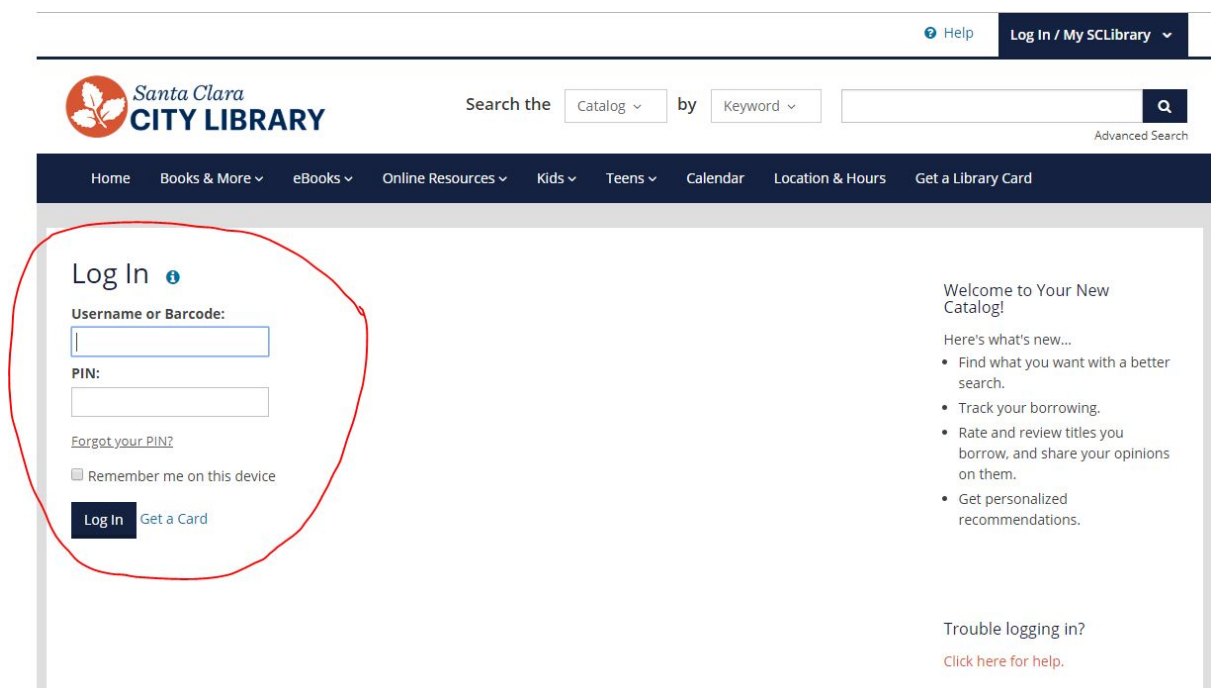 Help
Log In / My SCLibrary
Santa Clara
CITY LIBRARY
Search the Catalog by Keyword
Advanced Search
Home Books & More eBooks Online Resources Kids Teens Calendar Location & Hours Get a Library Card
Log In
Username or Barcode:
PIN:
Forgot your PIN?
Remember me on this device
Log In Get a Card
Welcome to Your New
Catalog!
Here's what's new...
• Find what you want with a better
search.
• Track your borrowing.
• Rate and review titles you
borrow, and share your opinions
on them.
• Get personalized
recommendations.
Trouble logging in?
Click here for help.